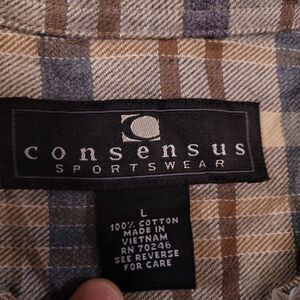 consensus
SPORTSWEAR
L
100% COTTON
MADE IN
VIETNAM
RN 70246
SEE REVERSE
FOR CARE